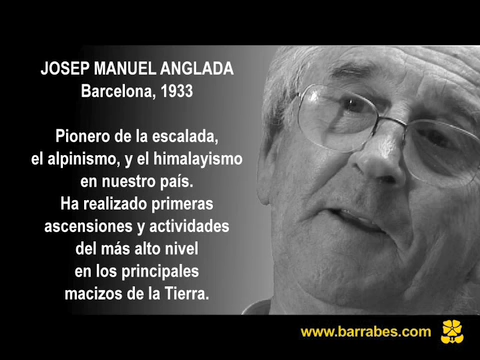 JOSEP MANUEL ANGLADA
Barcelona, 1933
Pionero de la escalada,
el alpinismo, y el himalayismo
en nuestro país.
Ha realizado primeras
ascensiones y actividades
del más alto nivel
en los principales
macizos de la Tierra.
www.barrabes.com